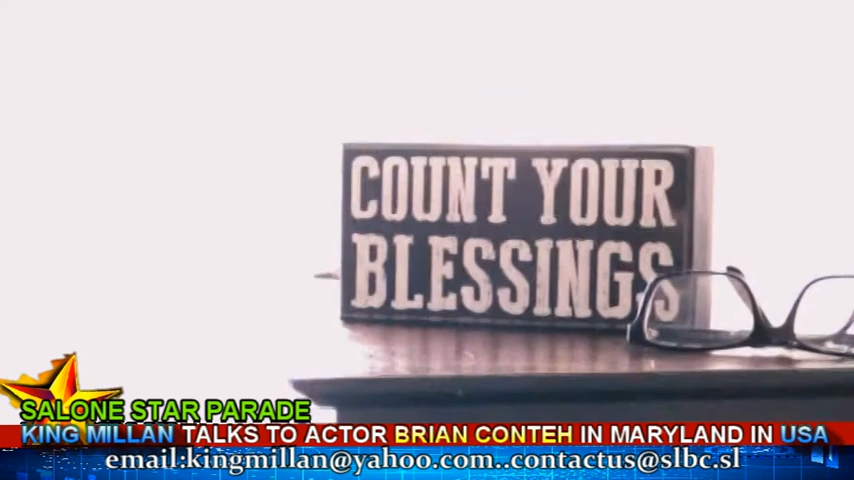 COUNT YOUR
BLESSINGS
SALONE STAR PARADE
KING MILLAN TALKS TO ACTOR BRIAN CONTEH IN MARYLAND IN USA
email:kingmillan@yahoo.com..contactus@slbc.sl